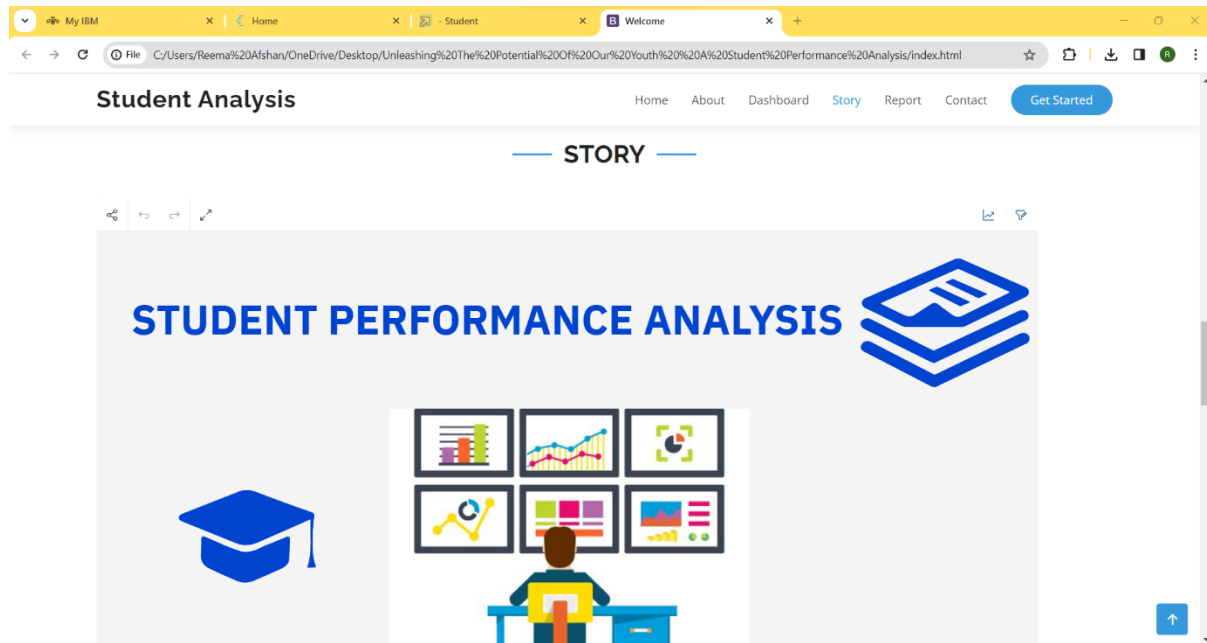 My IBM
Home
- Student
Welcome
File
C:/Users/Reema%20Afshan/OneDrive/Desktop/Unleashing%20The%20Potential%20Of%20Our%20Youth%20%20A%20Student%20Performance%20Analysis/index.html
R
Student Analysis
Home About Dashboard Story Report Contact Get Started
STORY
STUDENT PERFORMANCE ANALYSIS